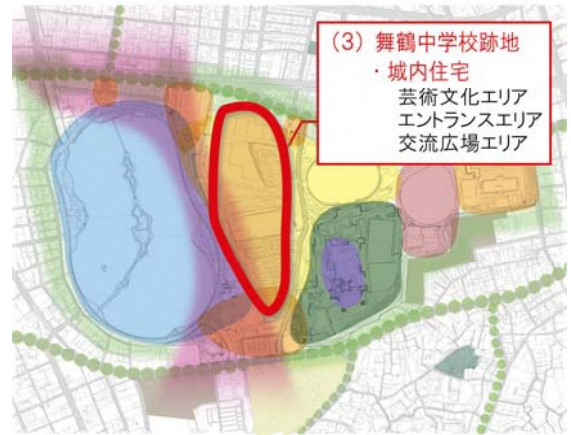 (3) 舞鶴中学校跡地
・城内住宅
芸術文化エリア
エントランスエリア
交流広場エリア